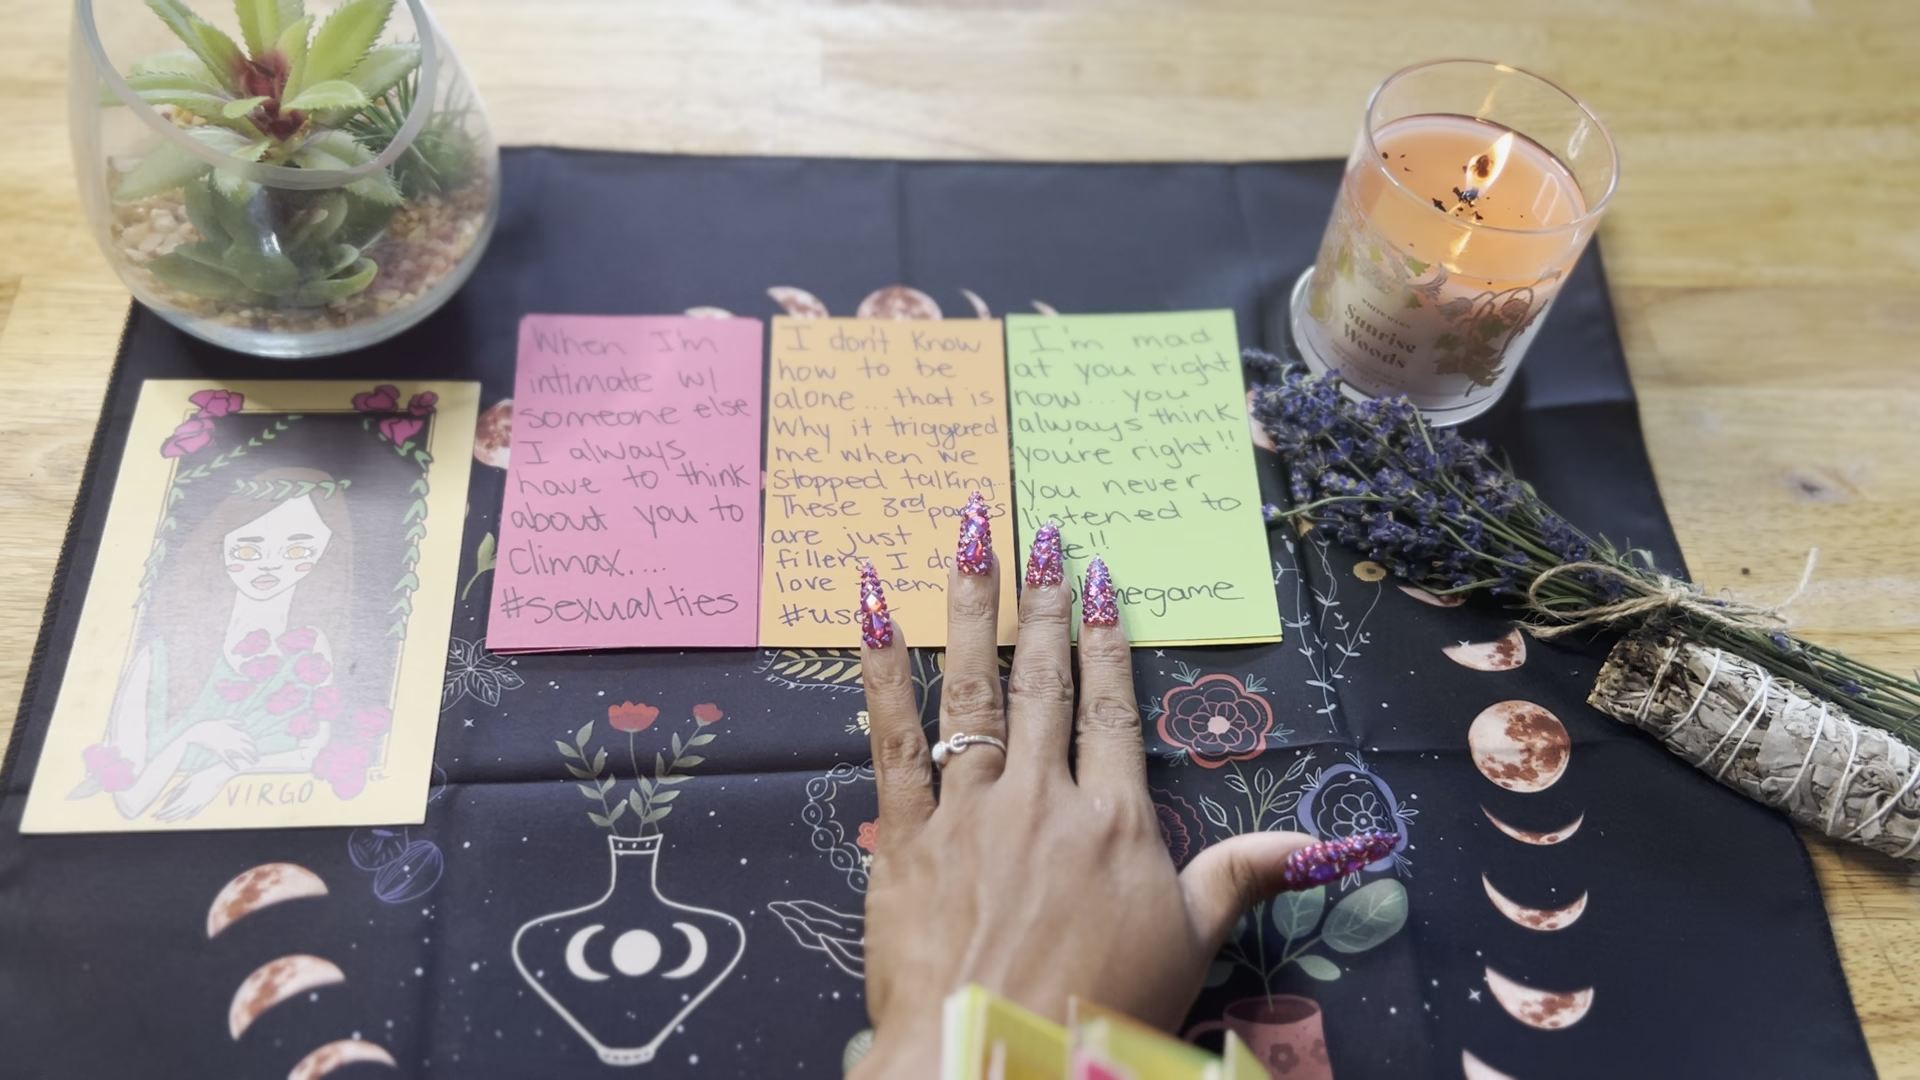 When I'm
intimate w/
someone else
I always
have to think
about you to
Climax....
#sexualties
I don't know
how to be
alone... that is
why it triggered
me when we
stopped talking...
These 3rd
are just
fillers I
love
I'm mad
at you right
now... you
always think
you're right!!
you never
listened to
VIRGO
Sunrise
Woods